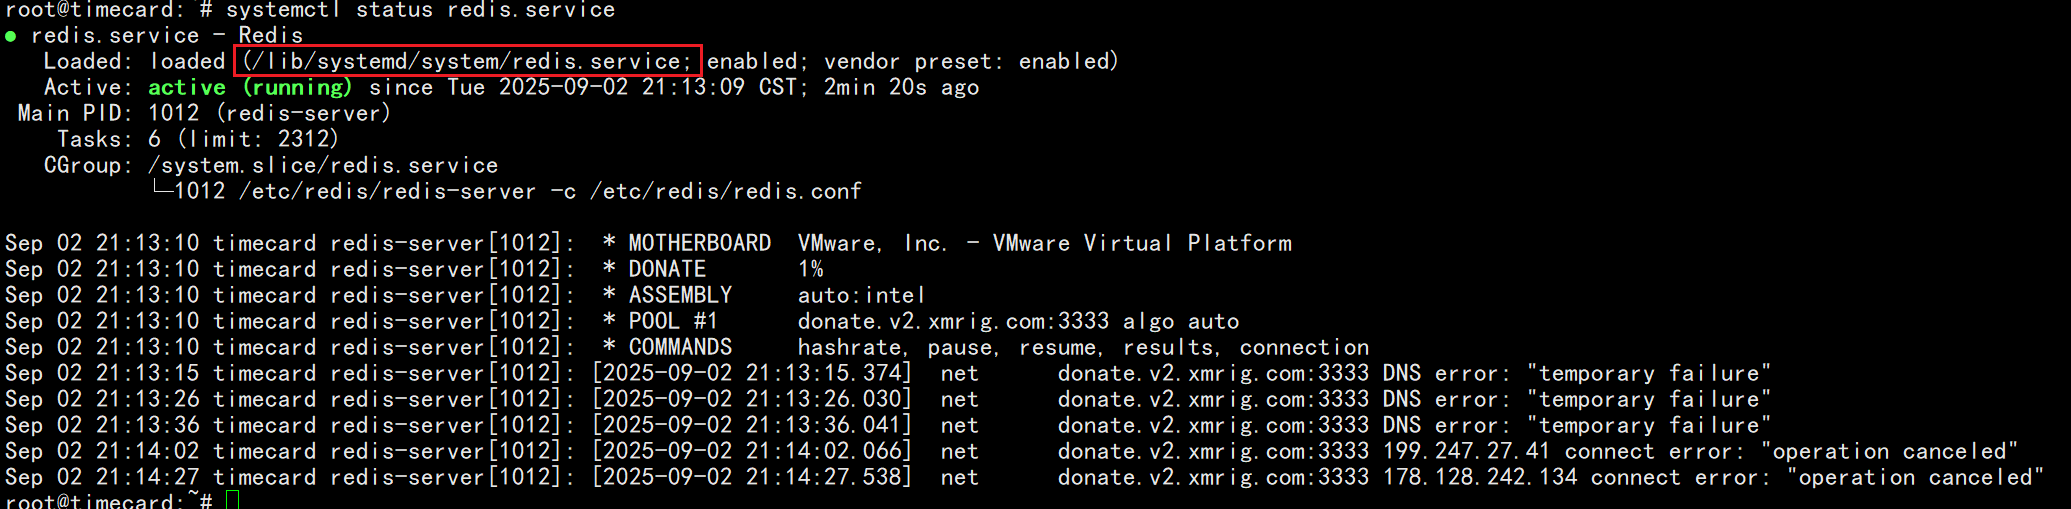 root@timecard:~# systemctl status redis.service
● redis.service - Redis
Loaded: loaded (/lib/systemd/system/redis.service; enabled; vendor preset: enabled)
Active: active (running) since Tue 2025-09-02 21:13:09 CST; 2min 20s ago
Main PID: 1012 (redis-server)
Tasks: 6 (limit: 2312)
CGroup: /system.slice/redis.service
└─1012 /etc/redis/redis-server -c /etc/redis/redis.conf
Sep 02 21:13:10 timecard redis-server[1012]:  * MOTHERBOARD  VMware, Inc. - VMware Virtual Platform
Sep 02 21:13:10 timecard redis-server[1012]:  * DONATE       1%
Sep 02 21:13:10 timecard redis-server[1012]:  * ASSEMBLY     auto:intel
Sep 02 21:13:10 timecard redis-server[1012]:  * POOL #1      donate.v2.xmrig.com:3333 algo auto
Sep 02 21:13:10 timecard redis-server[1012]:  * COMMANDS     hashrate, pause, resume, results, connection
Sep 02 21:13:15 timecard redis-server[1012]: [2025-09-02 21:13:15.374]  net      donate.v2.xmrig.com:3333 DNS error: "temporary failure"
Sep 02 21:13:26 timecard redis-server[1012]: [2025-09-02 21:13:26.030]  net      donate.v2.xmrig.com:3333 DNS error: "temporary failure"
Sep 02 21:13:36 timecard redis-server[1012]: [2025-09-02 21:13:36.041]  net      donate.v2.xmrig.com:3333 DNS error: "temporary failure"
Sep 02 21:14:02 timecard redis-server[1012]: [2025-09-02 21:14:02.066]  net      donate.v2.xmrig.com:3333 199.247.27.41 connect error: "operation canceled"
Sep 02 21:14:27 timecard redis-server[1012]: [2025-09-02 21:14:27.538]  net      donate.v2.xmrig.com:3333 178.128.242.134 connect error: "operation canceled"
root@timecard:~#